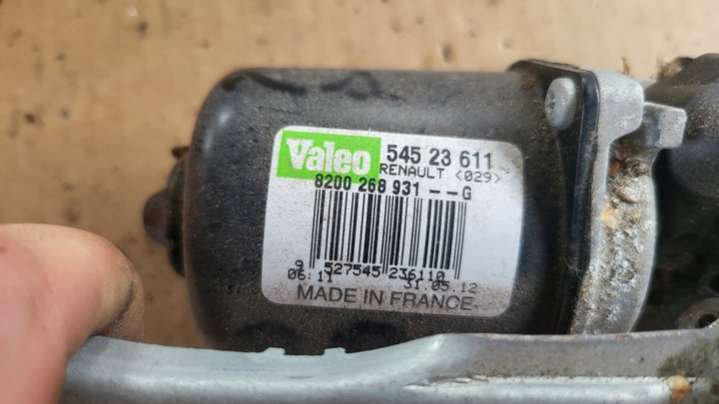 Valeo 545 23 611
RENAULT <029>
8200 268 931 --G
9 527545 236110
06:11 31.05.12
MADE IN FRANCE